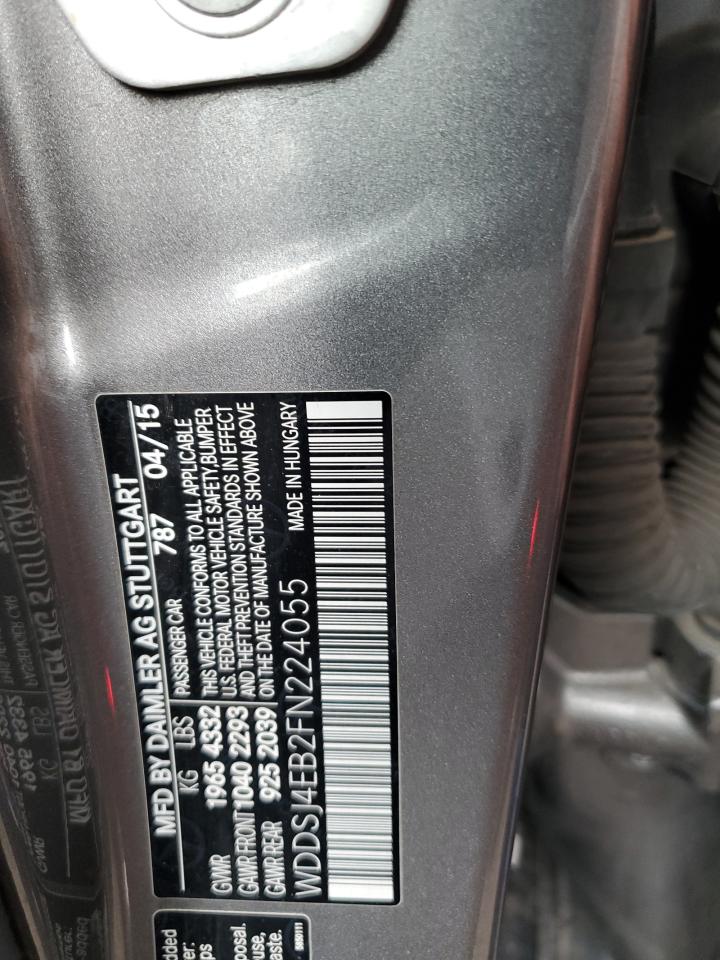 MFD BY DAIMLER AG STUTTGART
787 04/15
KG LBS PASSENGER CAR
GVWR 1965 4332 THIS VEHICLE CONFORMS TO ALL APPLICABLE
GAWR FRONT 1040 2293 U.S. FEDERAL MOTOR VEHICLE SAFETY, BUMPER
GAWR REAR 925 2039 AND THEFT PREVENTION STANDARDS IN EFFECT
ON THE DATE OF MANUFACTURE SHOWN ABOVE
WDDSJ4EB2FN224055 MADE IN HUNGARY